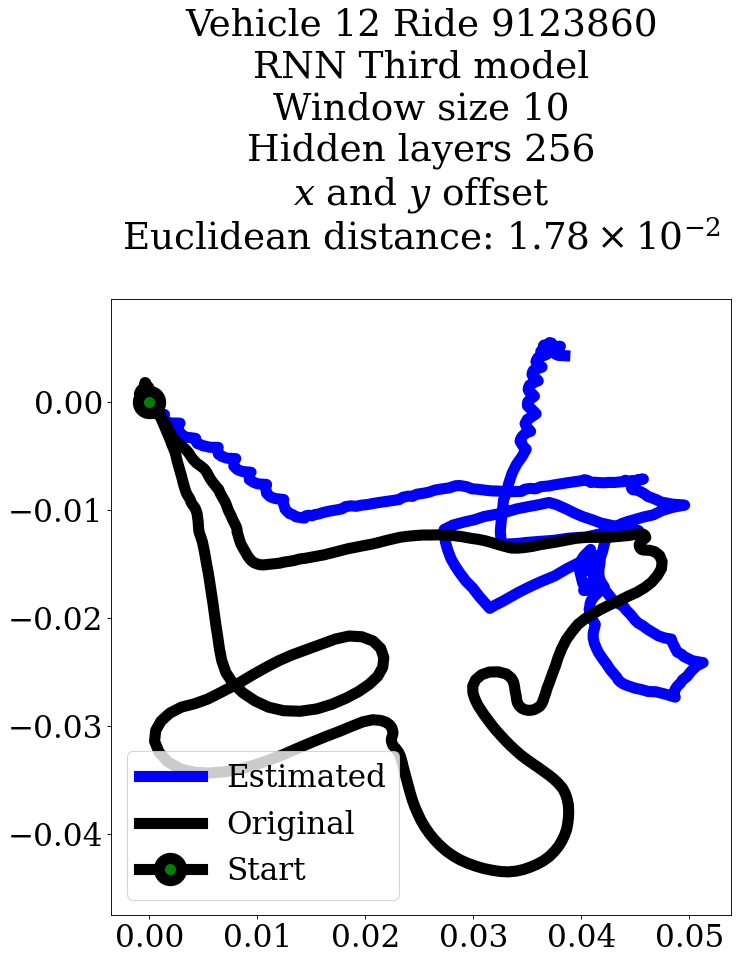 Vehicle 12 Ride 9123860
RNN Third model
Window size 10
Hidden layers 256
x and y offset
Euclidean distance: 1.78 × 10⁻²
0.00
−0.01
−0.02
−0.03
−0.04
Estimated
Original
Start
0.00 0.01 0.02 0.03 0.04 0.05